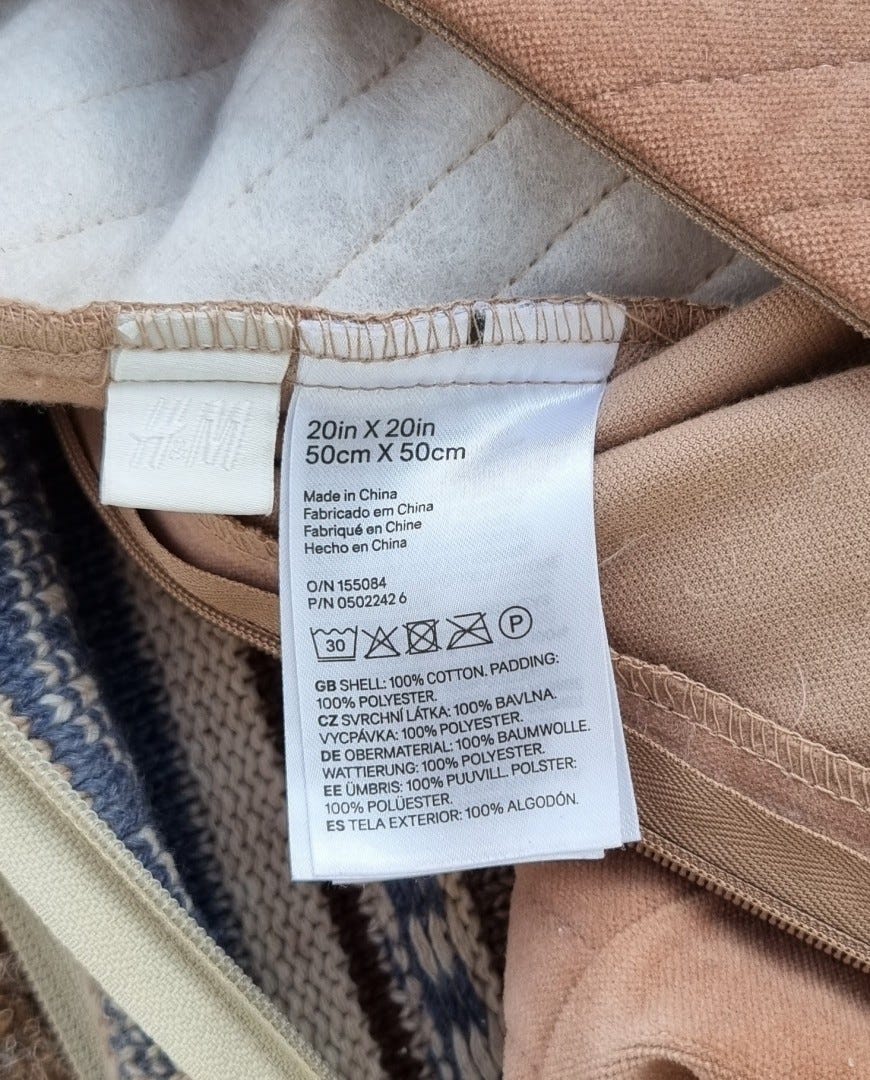 H&M
20in X 20in
50cm X 50cm
Made in China
Fabricado em China
Fabriqué en Chine
Hecho en China
O/N 155084
P/N 0502242 6
30
P
GB SHELL: 100% COTTON. PADDING:
100% POLYESTER.
CZ SVRCHNÍ LÁTKA: 100% BAVLNA.
VYCPÁVKA: 100% POLYESTER.
DE OBERMATERIAL: 100% BAUMWOLLE.
WATTIERUNG: 100% POLYESTER.
EE ÜMBRIS: 100% PUUVILL. POLSTER:
100% POLÜESTER.
ES TELA EXTERIOR: 100% ALGODÓN.